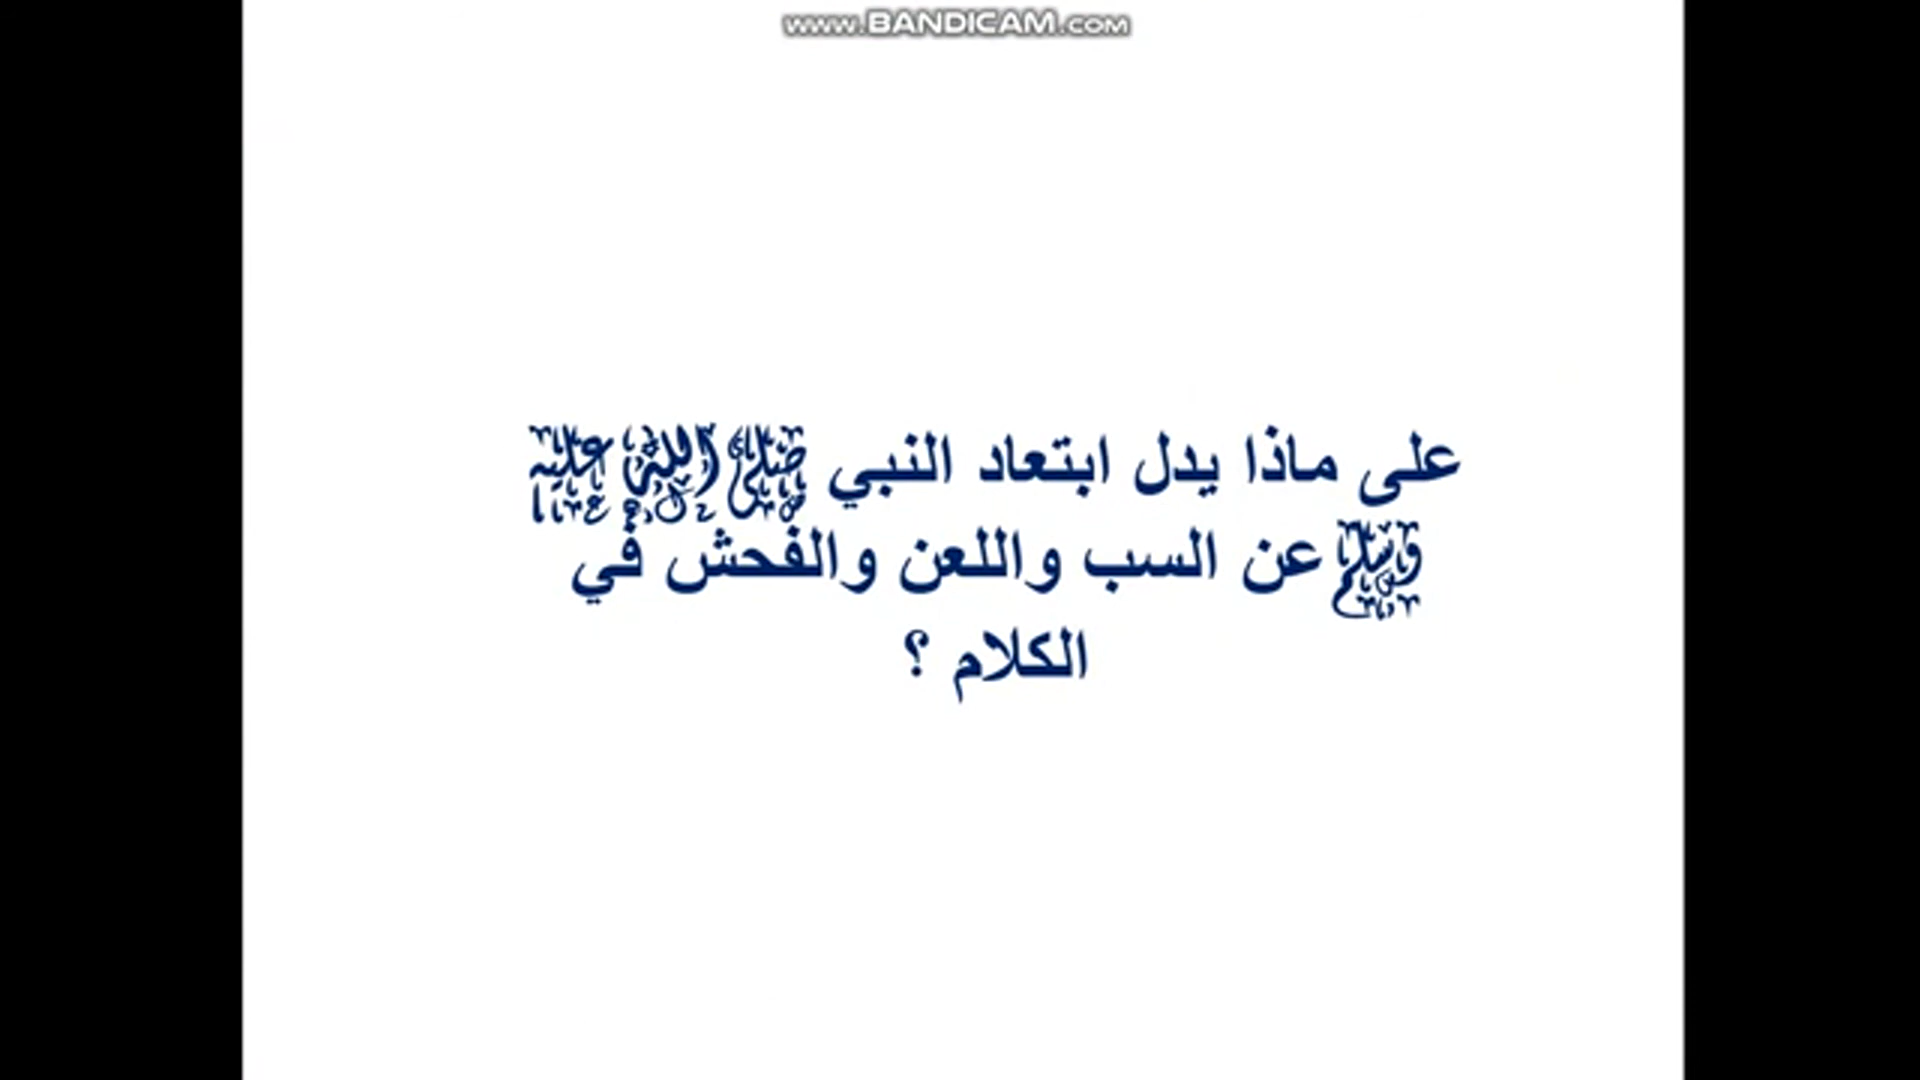 www.BANDICAM.com
على ماذا يدل ابتعاد النبي صلى الله عليه
وسلم عن السب واللعن والفحش في
الكلام ؟